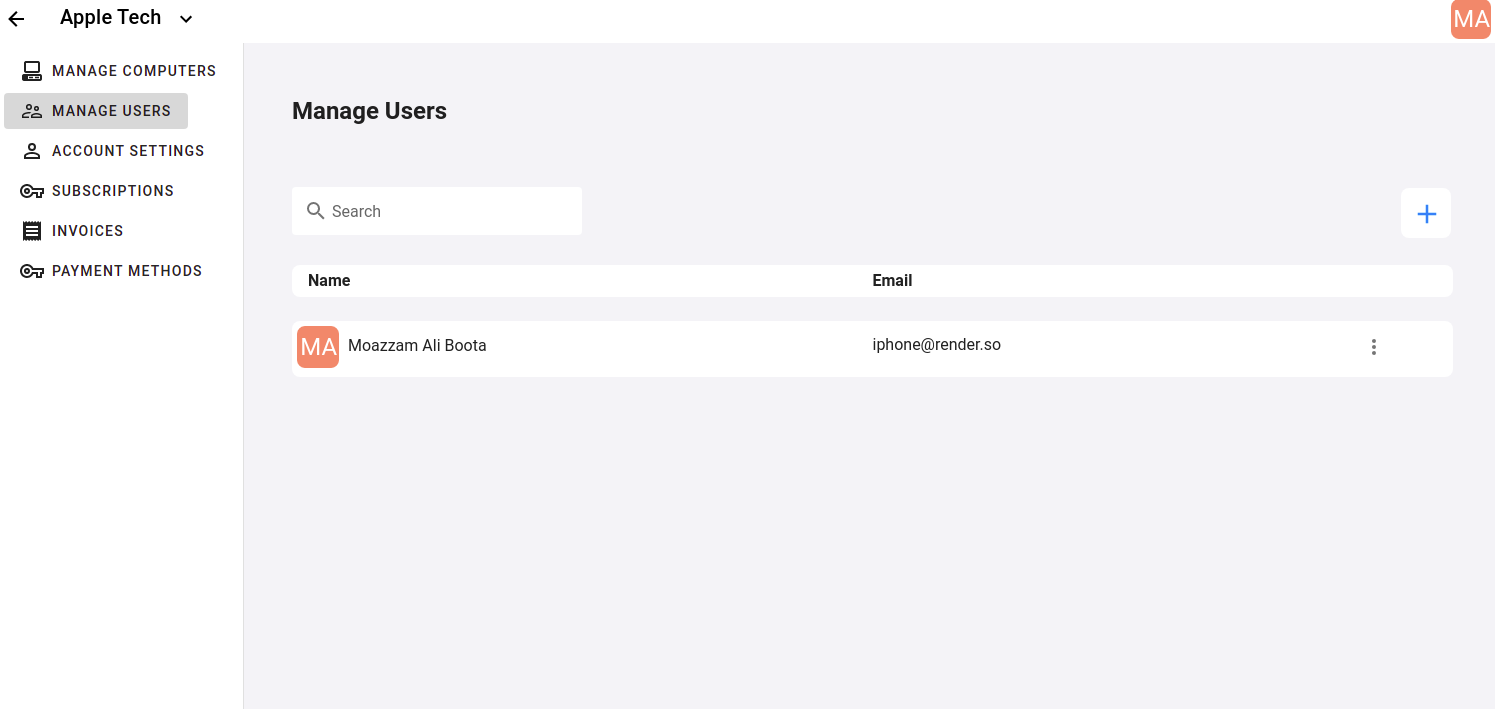 Apple Tech
MA
MANAGE COMPUTERS
MANAGE USERS
ACCOUNT SETTINGS
SUBSCRIPTIONS
INVOICES
PAYMENT METHODS
Manage Users
Search
Name Email
MA Moazzam Ali Boota iphone@render.so